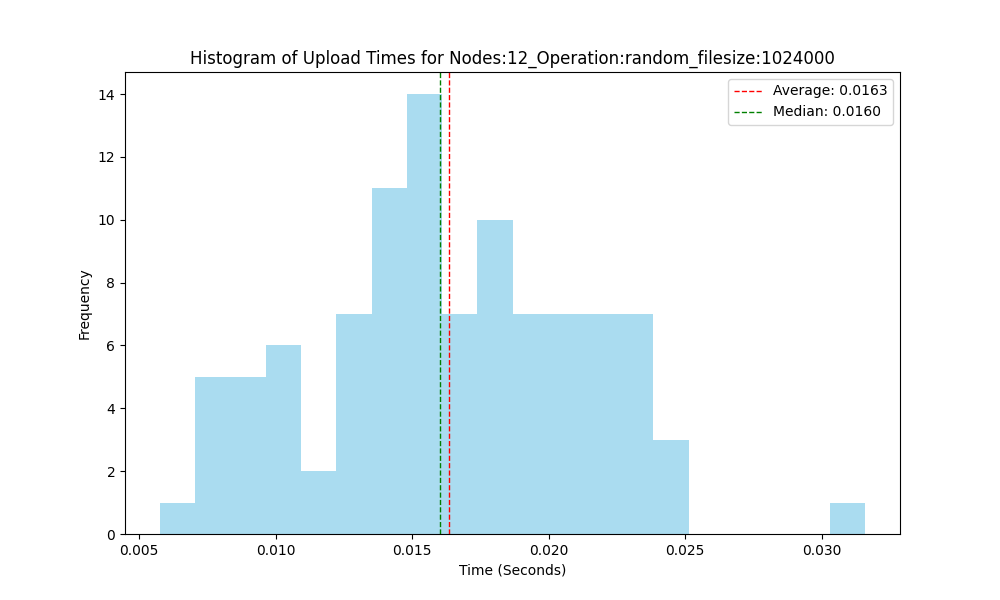 Histogram of Upload Times for Nodes:12_Operation:random_filesize:1024000
Average: 0.0163
Median: 0.0160
14
12
10
8
6
4
2
0
Frequency
0.005
0.010
0.015
0.020
0.025
0.030
Time (Seconds)